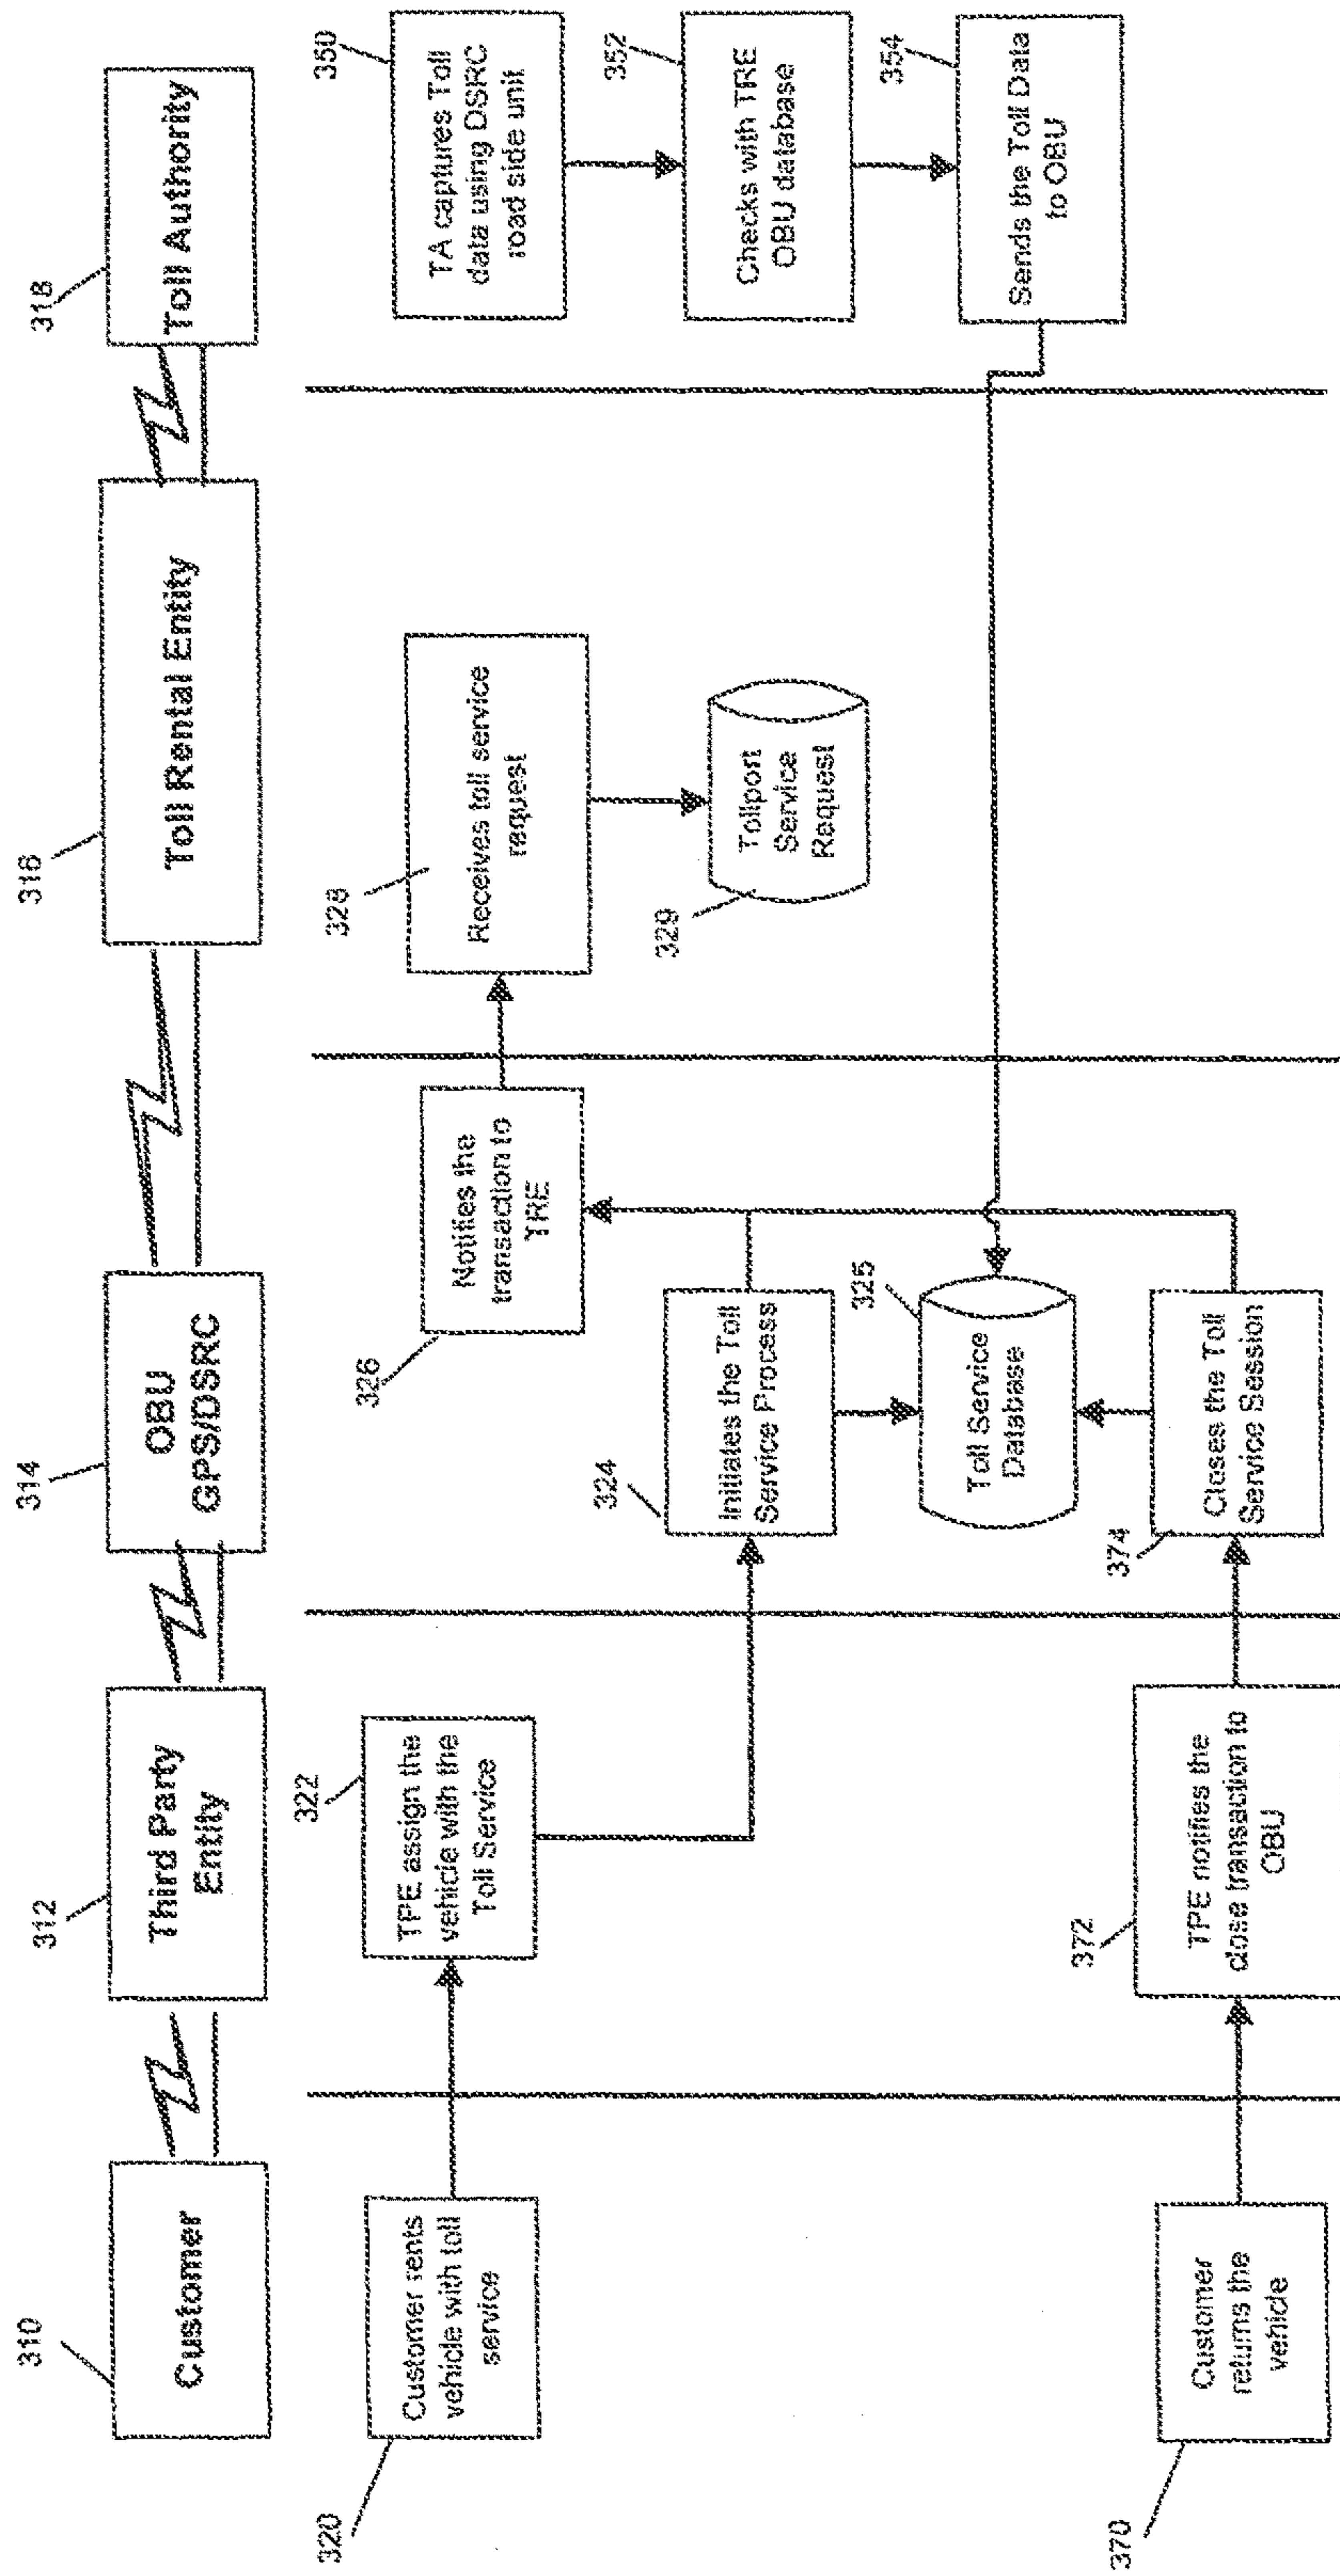 310
Customer
312
Third Party
Entity
314
OBU
GPS/DSRC
316
Toll Rental Entity
318
Toll Authority
320
Customer rents
vehicle with toll
service
322
TPE assign the
vehicle with the
Toll Service
324
Initiates the Toll
Service Process
325
Toll Service
Database
326
Notifies the
transaction to
TRE
328
Receives toll service
request
329
Tollport
Service
Request
350
TA captures Toll
data using DSRC
road side unit
352
Checks with TRE
OBU database
354
Sends the Toll Data
to OBU
370
Customer
returns the
vehicle
372
TPE notifies the
close transaction to
OBU
374
Closes the Toll
Service Session